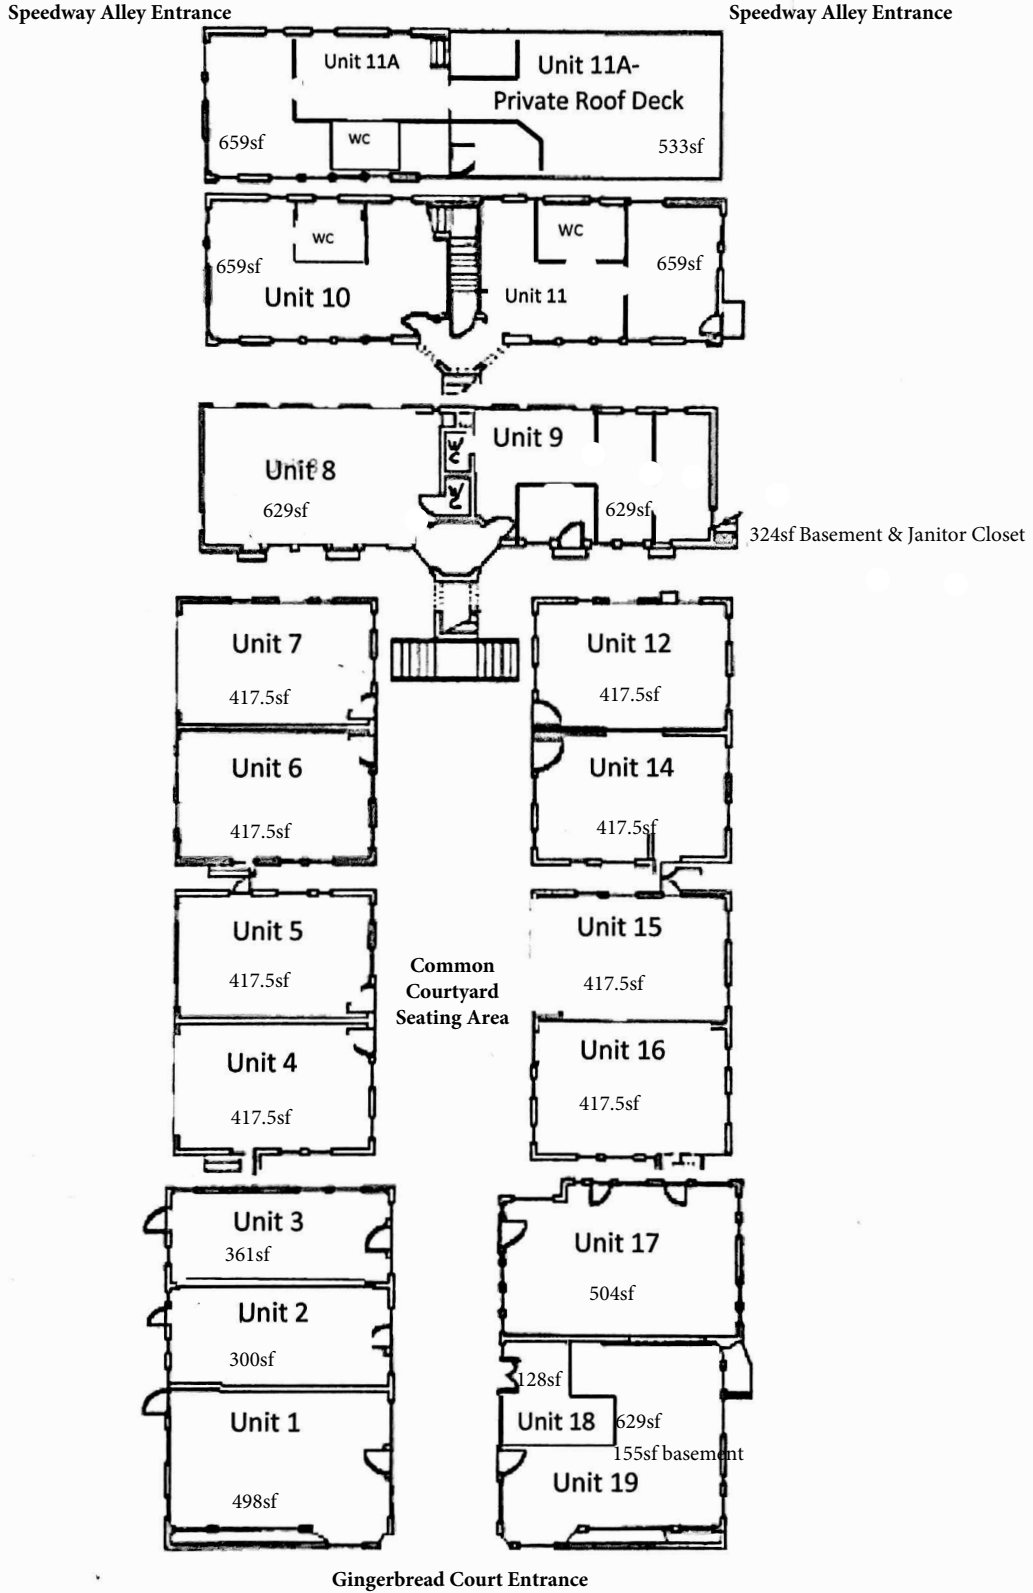 Speedway Alley Entrance
Speedway Alley Entrance
Unit 11A
Unit 11A-
Private Roof Deck
WC
659sf
533sf
WC
WC
659sf
659sf
Unit 10
Unit 11
Unit 9
WC
Unit 8
WC
629sf
629sf
324sf Basement & Janitor Closet
Unit 7
417.5sf
Unit 12
417.5sf
Unit 6
417.5sf
Unit 14
417.5sf
Unit 5
417.5sf
Unit 15
417.5sf
Common
Courtyard
Seating Area
Unit 4
417.5sf
Unit 16
417.5sf
Unit 3
361sf
Unit 17
504sf
Unit 2
300sf
128sf
Unit 1
498sf
Unit 18
629sf
155sf basement
Unit 19
Gingerbread Court Entrance